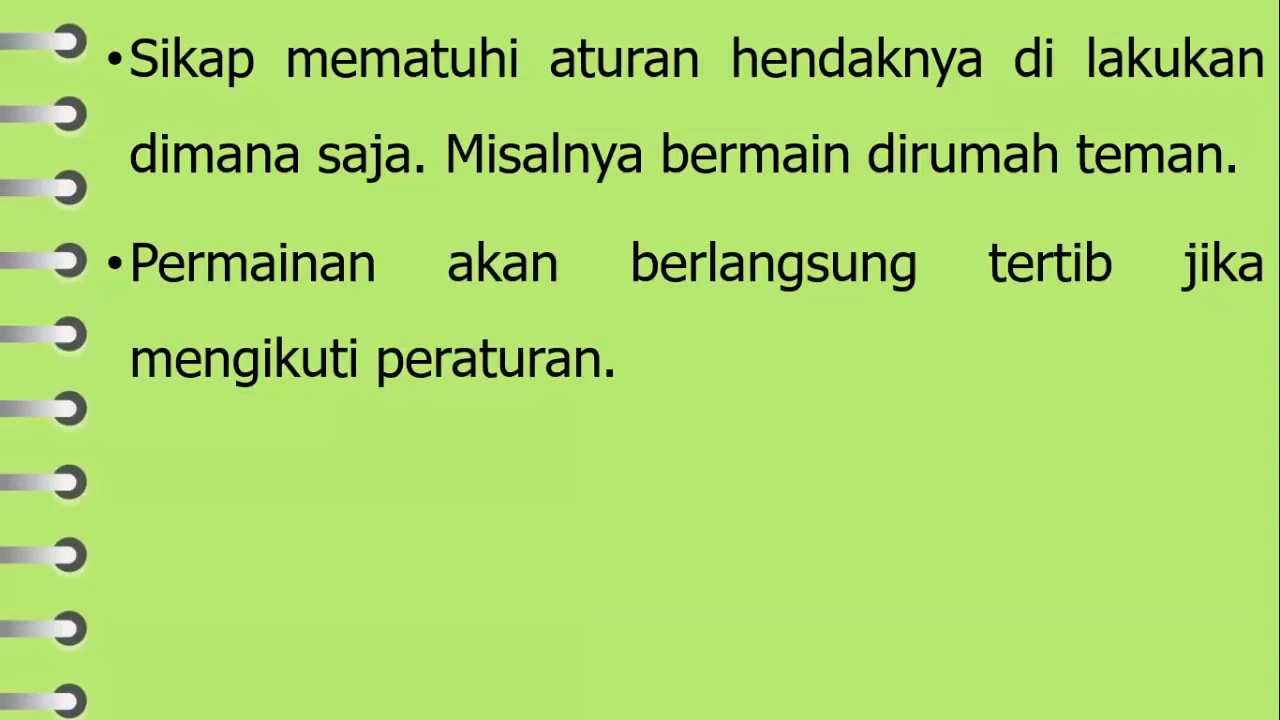 •Sikap mematuhi aturan hendaknya di lakukan
dimana saja. Misalnya bermain dirumah teman.
•Permainan akan berlangsung tertib jika
mengikuti peraturan.